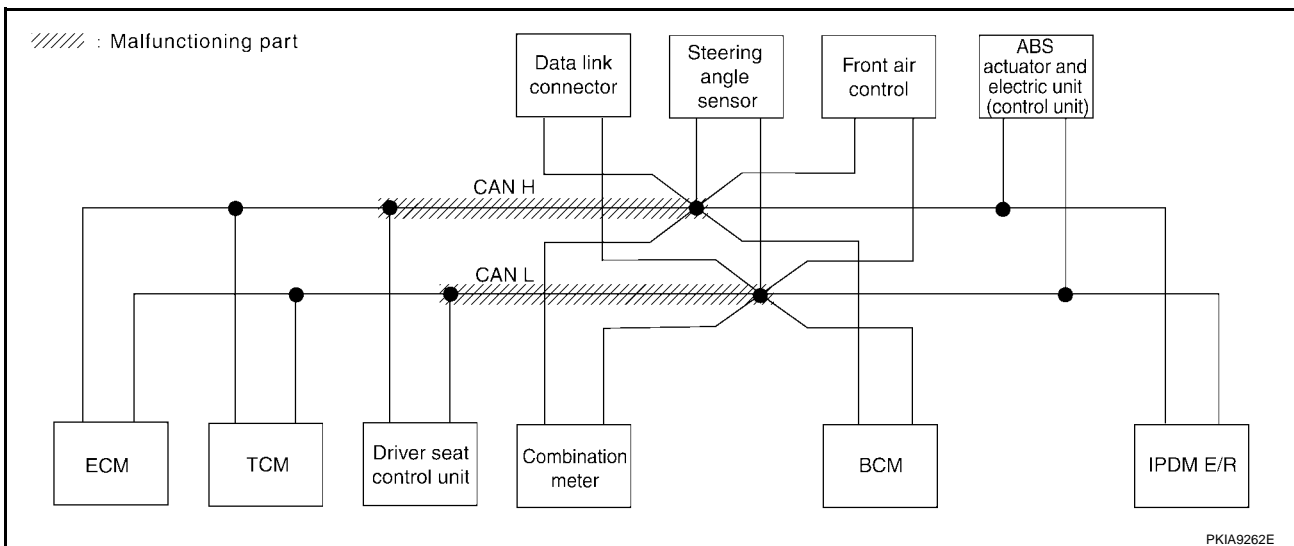 : Malfunctioning part
Data link
connector
Steering
angle
sensor
Front air
control
ABS
actuator and
electric unit
(control unit)
CAN H
CAN L
ECM
TCM
Driver seat
control unit
Combination
meter
BCM
IPDM E/R
PKIA9262E